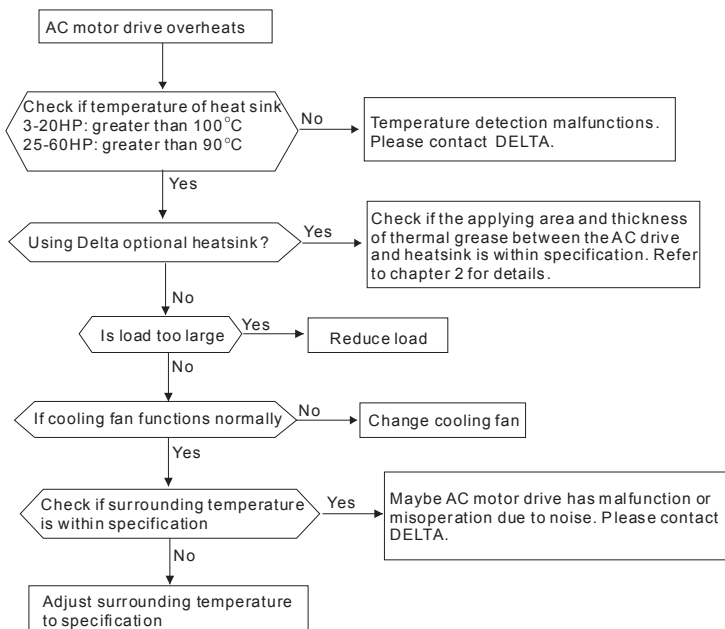 AC motor drive overheats
Check if temperature of heat sink
3-20HP: greater than 100°C
25-60HP: greater than 90°C
No
Temperature detection malfunctions.
Please contact DELTA.
Yes
Using Delta optional heatsink?
Yes
Check if the applying area and thickness
of thermal grease between the AC drive
and heatsink is within specification. Refer
to chapter 2 for details.
No
Is load too large
Yes
Reduce load
No
If cooling fan functions normally
No
Change cooling fan
Yes
Check if surrounding temperature
is within specification
Yes
Maybe AC motor drive has malfunction or
misoperation due to noise. Please contact
DELTA.
No
Adjust surrounding temperature
to specification